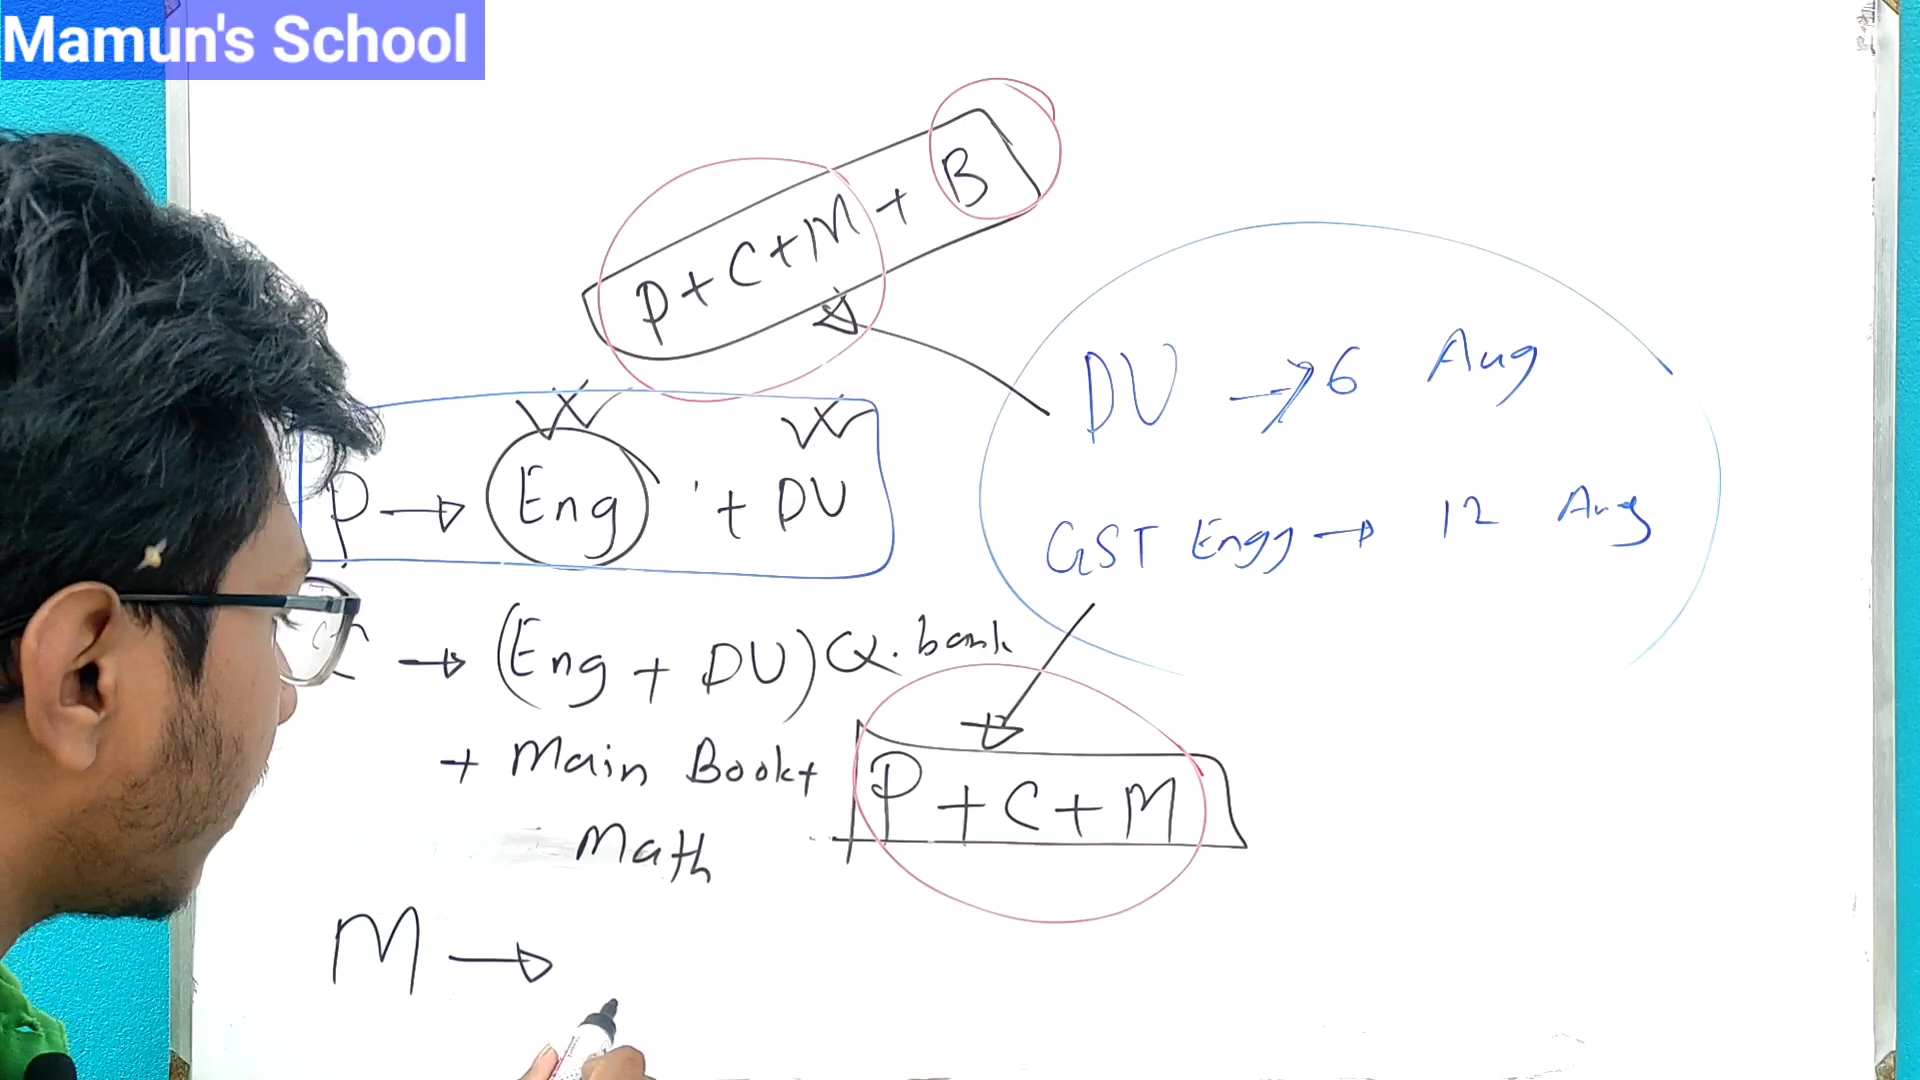 Mamun's School
P+C+M + B
DU → 6 Aug
GST Engg → 12 Aug
P → Eng + DU
→ (Eng + DU) Q. bank
+ Main Book +
Math
P + C + M
M →